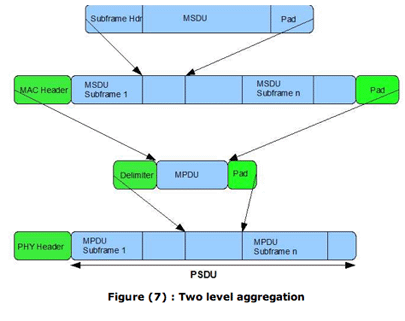 Subframe Hdr MSDU Pad
MAC Header MSDU Subframe 1 MSDU Subframe n Pad
Delimiter MPDU Pad
PHY Header MPDU Subframe 1 MPDU Subframe n
PSDU
Figure (7) : Two level aggregation